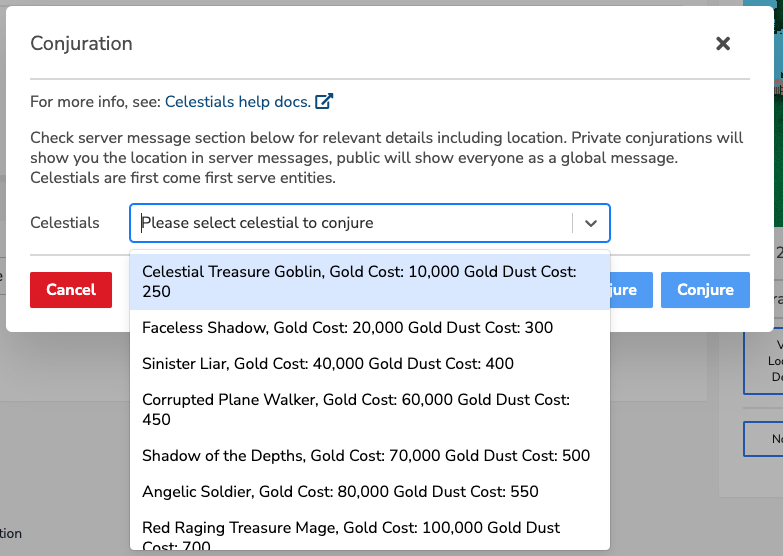 Conjuration
For more info, see: Celestials help docs.
Check server message section below for relevant details including location. Private conjurations will
show you the location in server messages, public will show everyone as a global message.
Celestials are first come first serve entities.
Celestials
Please select celestial to conjure
Celestial Treasure Goblin, Gold Cost: 10,000 Gold Dust Cost:
250
Cancel
jure
Conjure
Faceless Shadow, Gold Cost: 20,000 Gold Dust Cost: 300
Sinister Liar, Gold Cost: 40,000 Gold Dust Cost: 400
Corrupted Plane Walker, Gold Cost: 60,000 Gold Dust Cost:
450
Shadow of the Depths, Gold Cost: 70,000 Gold Dust Cost: 500
Angelic Soldier, Gold Cost: 80,000 Gold Dust Cost: 550
Red Raging Treasure Mage, Gold Cost: 100,000 Gold Dust
Cost: 700
tion